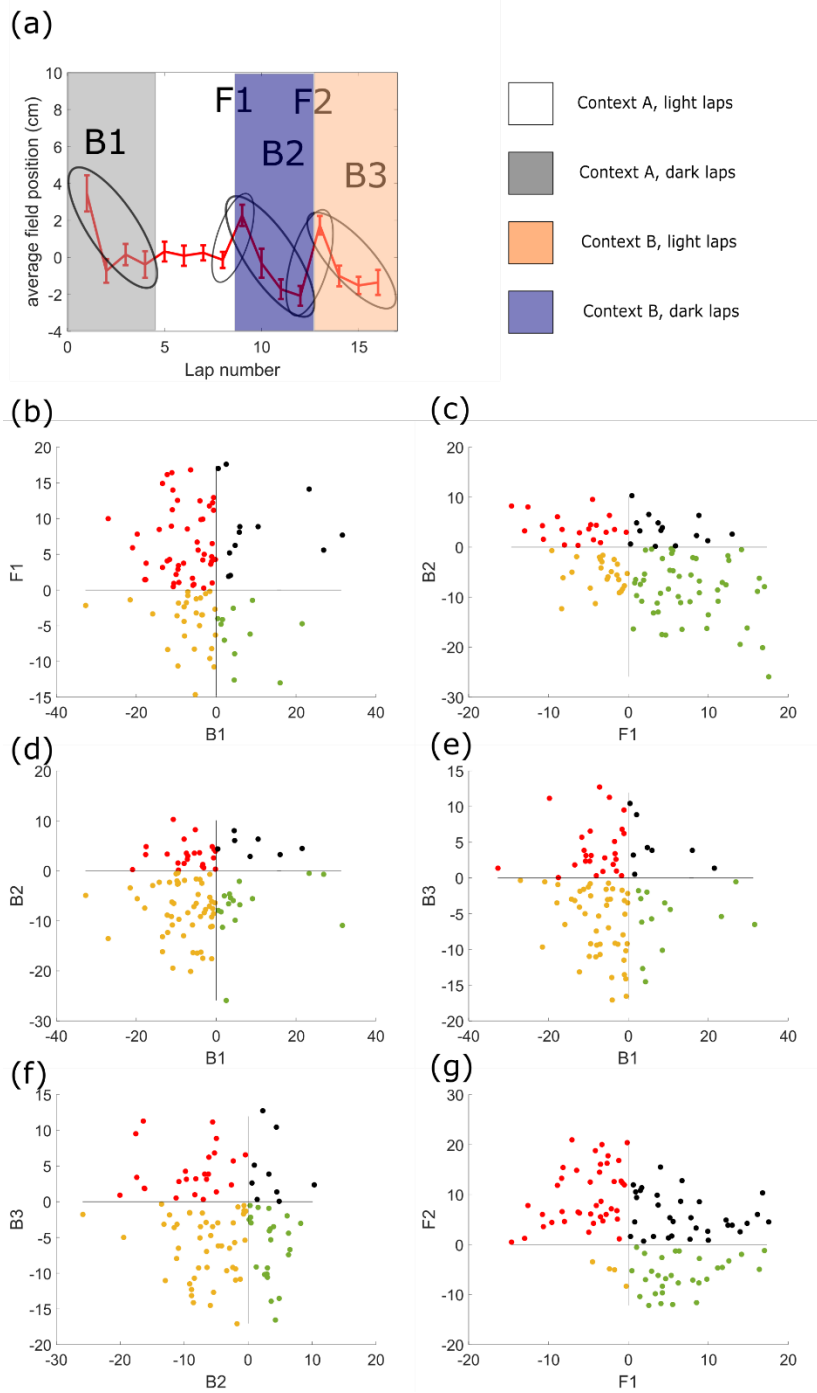 (a)
average field position (cm)
10
8
6
4
2
0
-2
-4
0
5
10
15
Lap number
B1
F1
B2
F2
B3
Context A, light laps
Context A, dark laps
Context B, light laps
Context B, dark laps
(b)
F1
20
15
10
5
0
-5
-10
-15
-40
-20
0
20
40
B1
(c)
B2
20
10
0
-10
-20
-30
-20
-10
0
10
20
F1
(d)
B2
20
10
0
-10
-20
-30
-40
-20
0
20
40
B1
(e)
B3
15
10
5
0
-5
-10
-15
-20
-40
-20
0
20
40
B1
(f)
B3
15
10
5
0
-5
-10
-15
-20
-30
-20
-10
0
10
20
B2
(g)
F2
30
20
10
0
-10
-20
-20
-10
0
10
20
F1